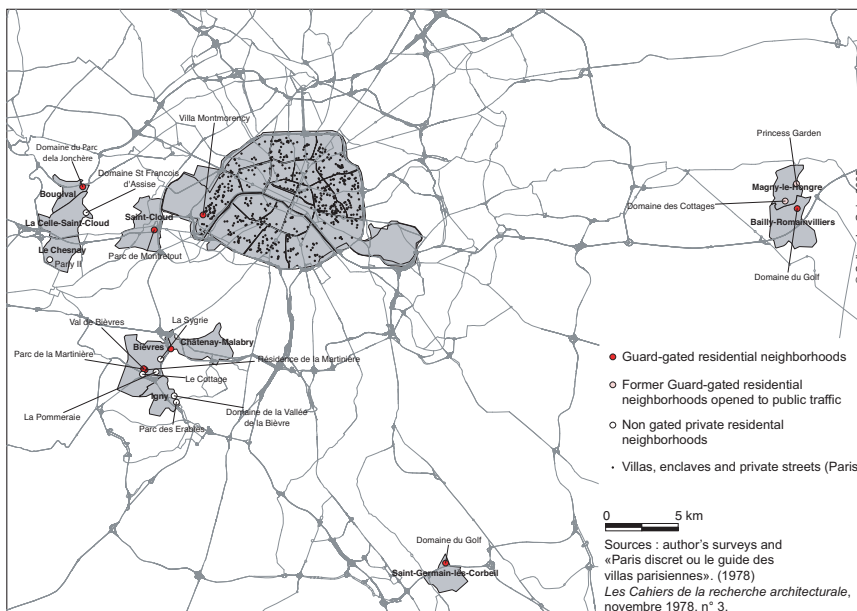 Villa Montmorency
Domaine du Parc
dela Jonchère
Domaine St Francois
d'Assise
Bougival
La Celle-Saint-Cloud
Saint-Cloud
Le Chesnay
Parly II
Parc de Montretout
Princess Garden
Magny-le-Hongre
Domaine des Cottages
Bailly-Romainvilliers
Domaine du Golf
La Sygrie
Val de Bièvres
Bièvres
Châtenay-Malabry
Parc de la Martinière
Résidence de la Martinière
Le Cottage
Igny
La Pommeraie
Domaine de la Vallée
de la Bièvre
Parc des Erables
Domaine du Golf
Saint-Germain-lès-Corbeil
Guard-gated residential neighborhoods
Former Guard-gated residential
neighborhoods opened to public traffic
Non gated private residental
neighborhoods
Villas, enclaves and private streets (Paris
0 5 km
Sources : author's surveys and
«Paris discret ou le guide des
villas parisiennes». (1978)
Les Cahiers de la recherche architecturale,
novembre 1978, n° 3.